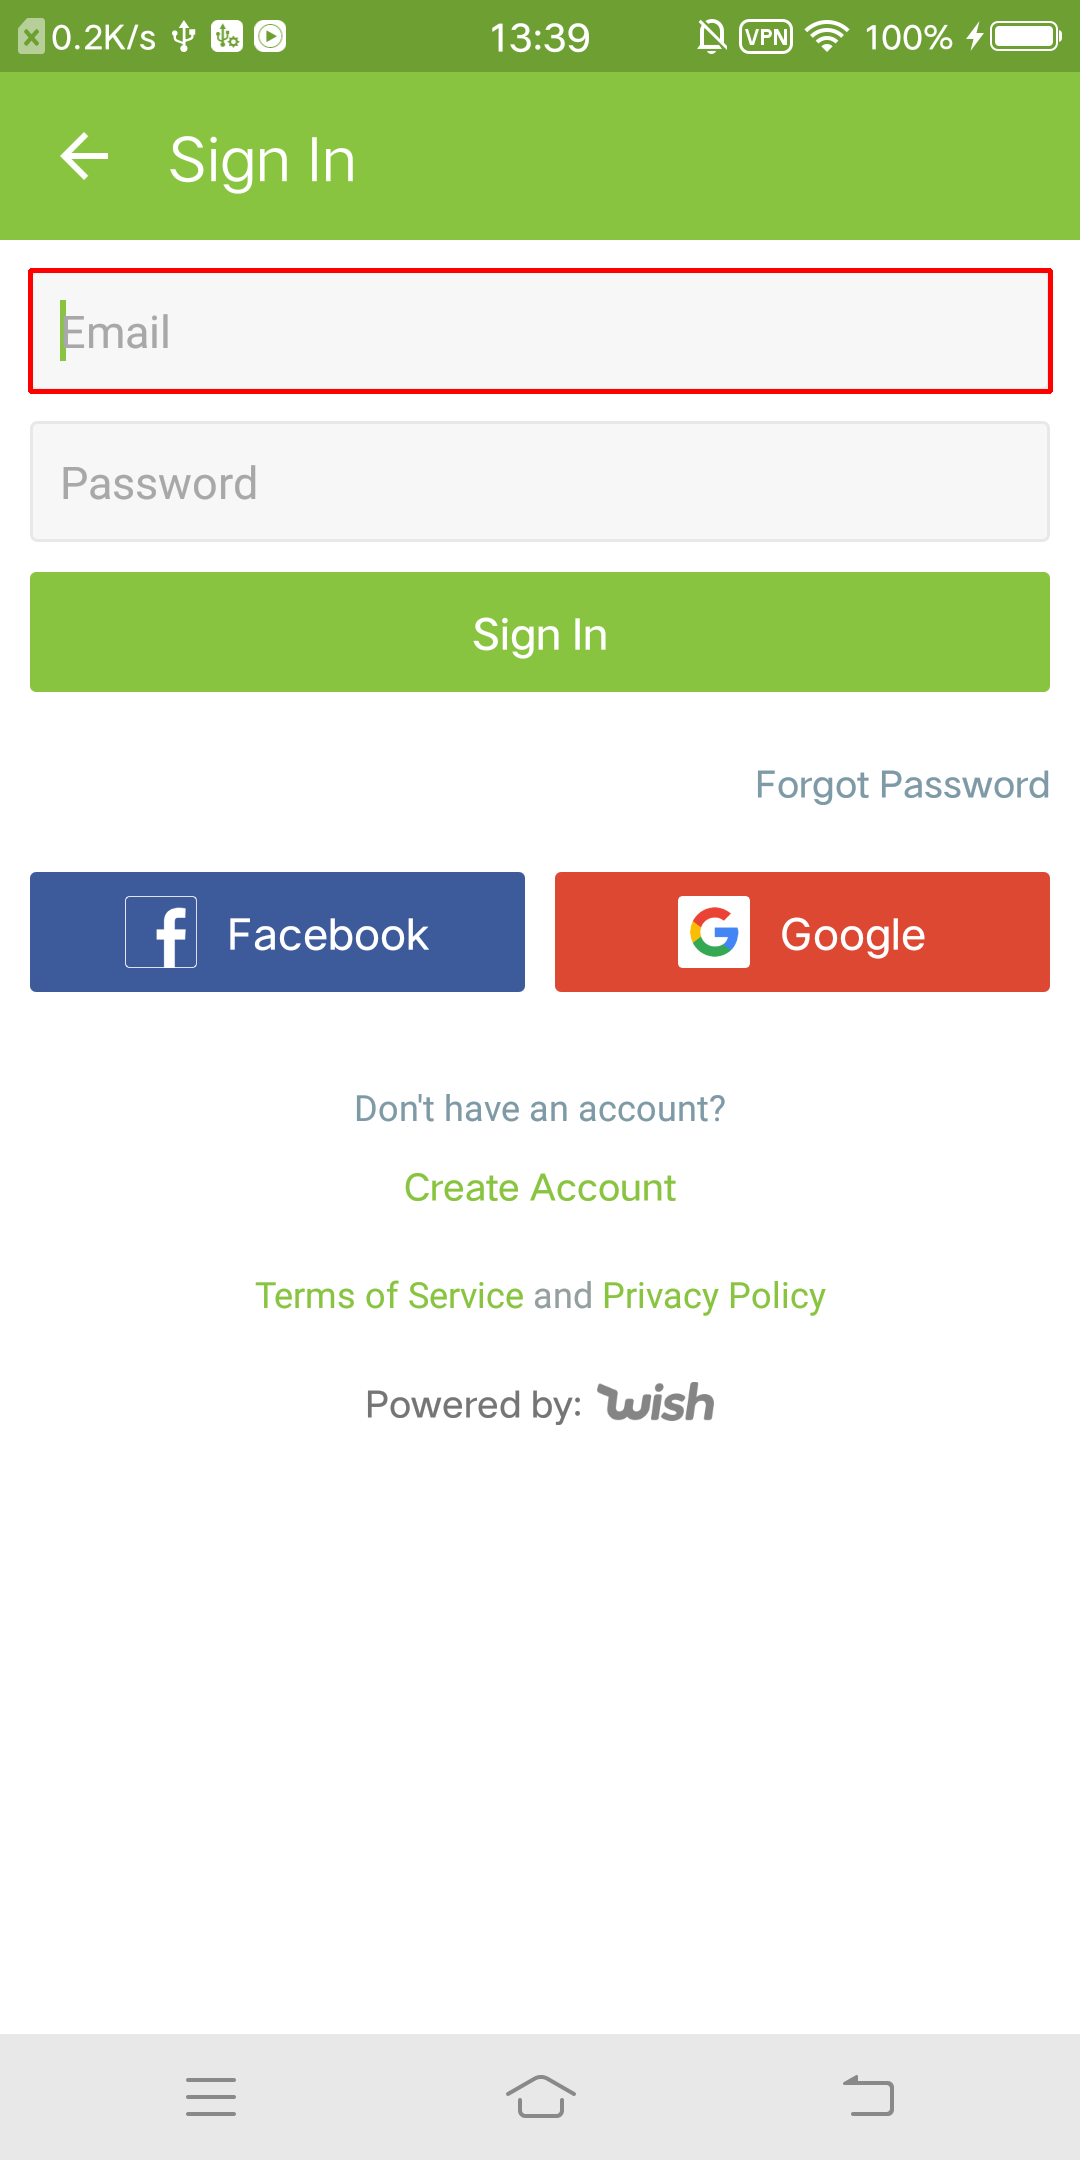 0.2K/s 13:39 VPN 100%
Sign In
Email
Password
Sign In
Forgot Password
Facebook Google
Don't have an account?
Create Account
Terms of Service and Privacy Policy
Powered by: wish